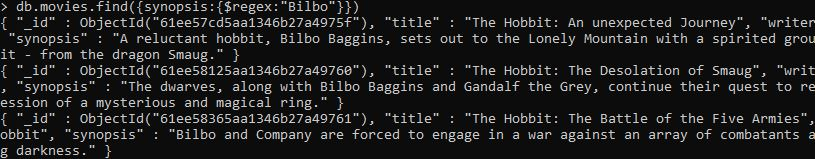 > db.movies.find({synopsis:{$regex:"Bilbo"}})
{ "_id" : ObjectId("61ee57cd5aa1346b27a4975f"), "title" : "The Hobbit: An unexpected Journey", "writer
 "synopsis" : "A reluctant hobbit, Bilbo Baggins, sets out to the Lonely Mountain with a spirited grou
it - from the dragon Smaug." }
{ "_id" : ObjectId("61ee58125aa1346b27a49760"), "title" : "The Hobbit: The Desolation of Smaug", "writ
, "synopsis" : "The dwarves, along with Bilbo Baggins and Gandalf the Grey, continue their quest to re
ession of a mysterious and magical ring." }
{ "_id" : ObjectId("61ee58365aa1346b27a49761"), "title" : "The Hobbit: The Battle of the Five Armies",
obbit", "synopsis" : "Bilbo and Company are forced to engage in a war against an array of combatants a
g darkness." }